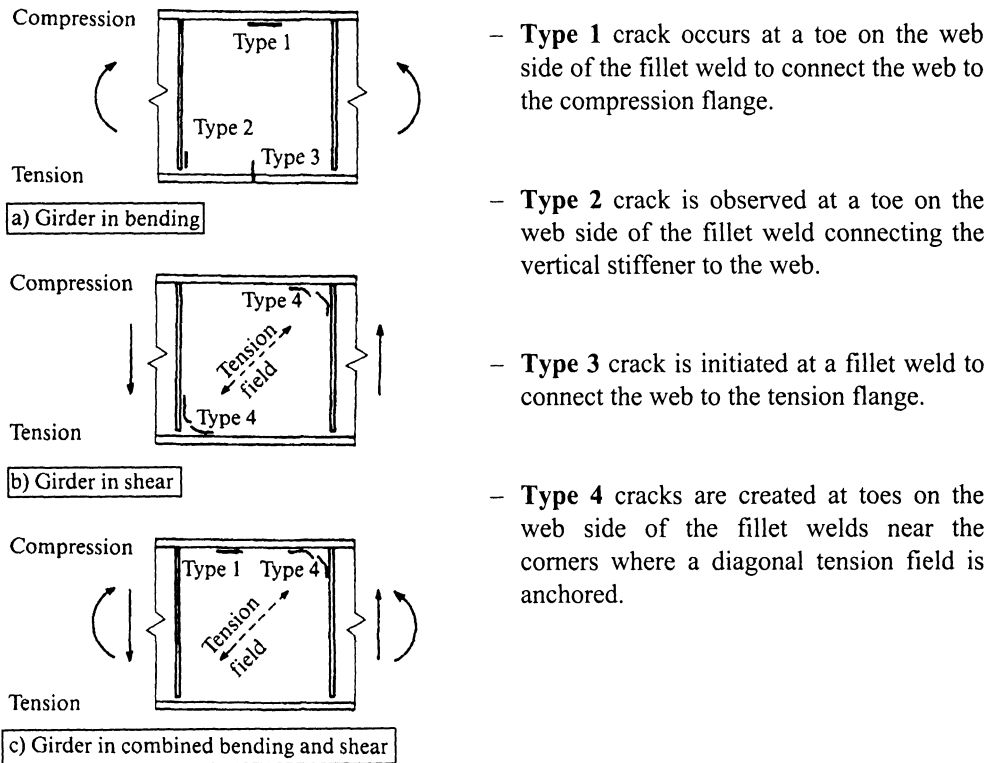 Compression
Type 1
Type 2
Type 3
Tension
a) Girder in bending
Compression
Type 4
Tension
field
Type 4
Tension
b) Girder in shear
Compression
Type 1 Type 4
Tension
field
Tension
c) Girder in combined bending and shear
– Type 1 crack occurs at a toe on the web
side of the fillet weld to connect the web to
the compression flange.
– Type 2 crack is observed at a toe on the
web side of the fillet weld connecting the
vertical stiffener to the web.
– Type 3 crack is initiated at a fillet weld to
connect the web to the tension flange.
– Type 4 cracks are created at toes on the
web side of the fillet welds near the
corners where a diagonal tension field is
anchored.